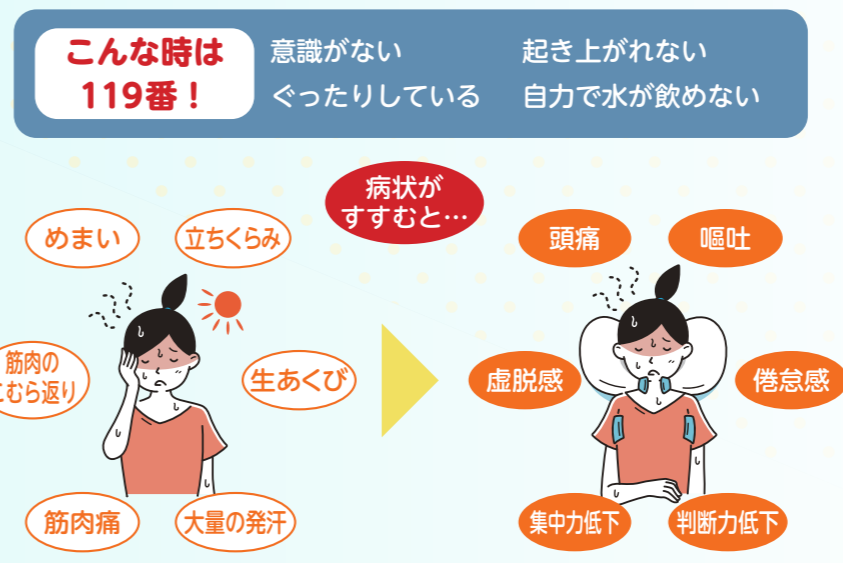 こんな時は
119番！
意識がない
起き上がれない
ぐったりしている
自力で水が飲めない
病状が
すすむと…
めまい
立ちくらみ
筋肉の
こむら返り
生あくび
筋肉痛
大量の発汗
頭痛
嘔吐
虚脱感
倦怠感
集中力低下
判断力低下